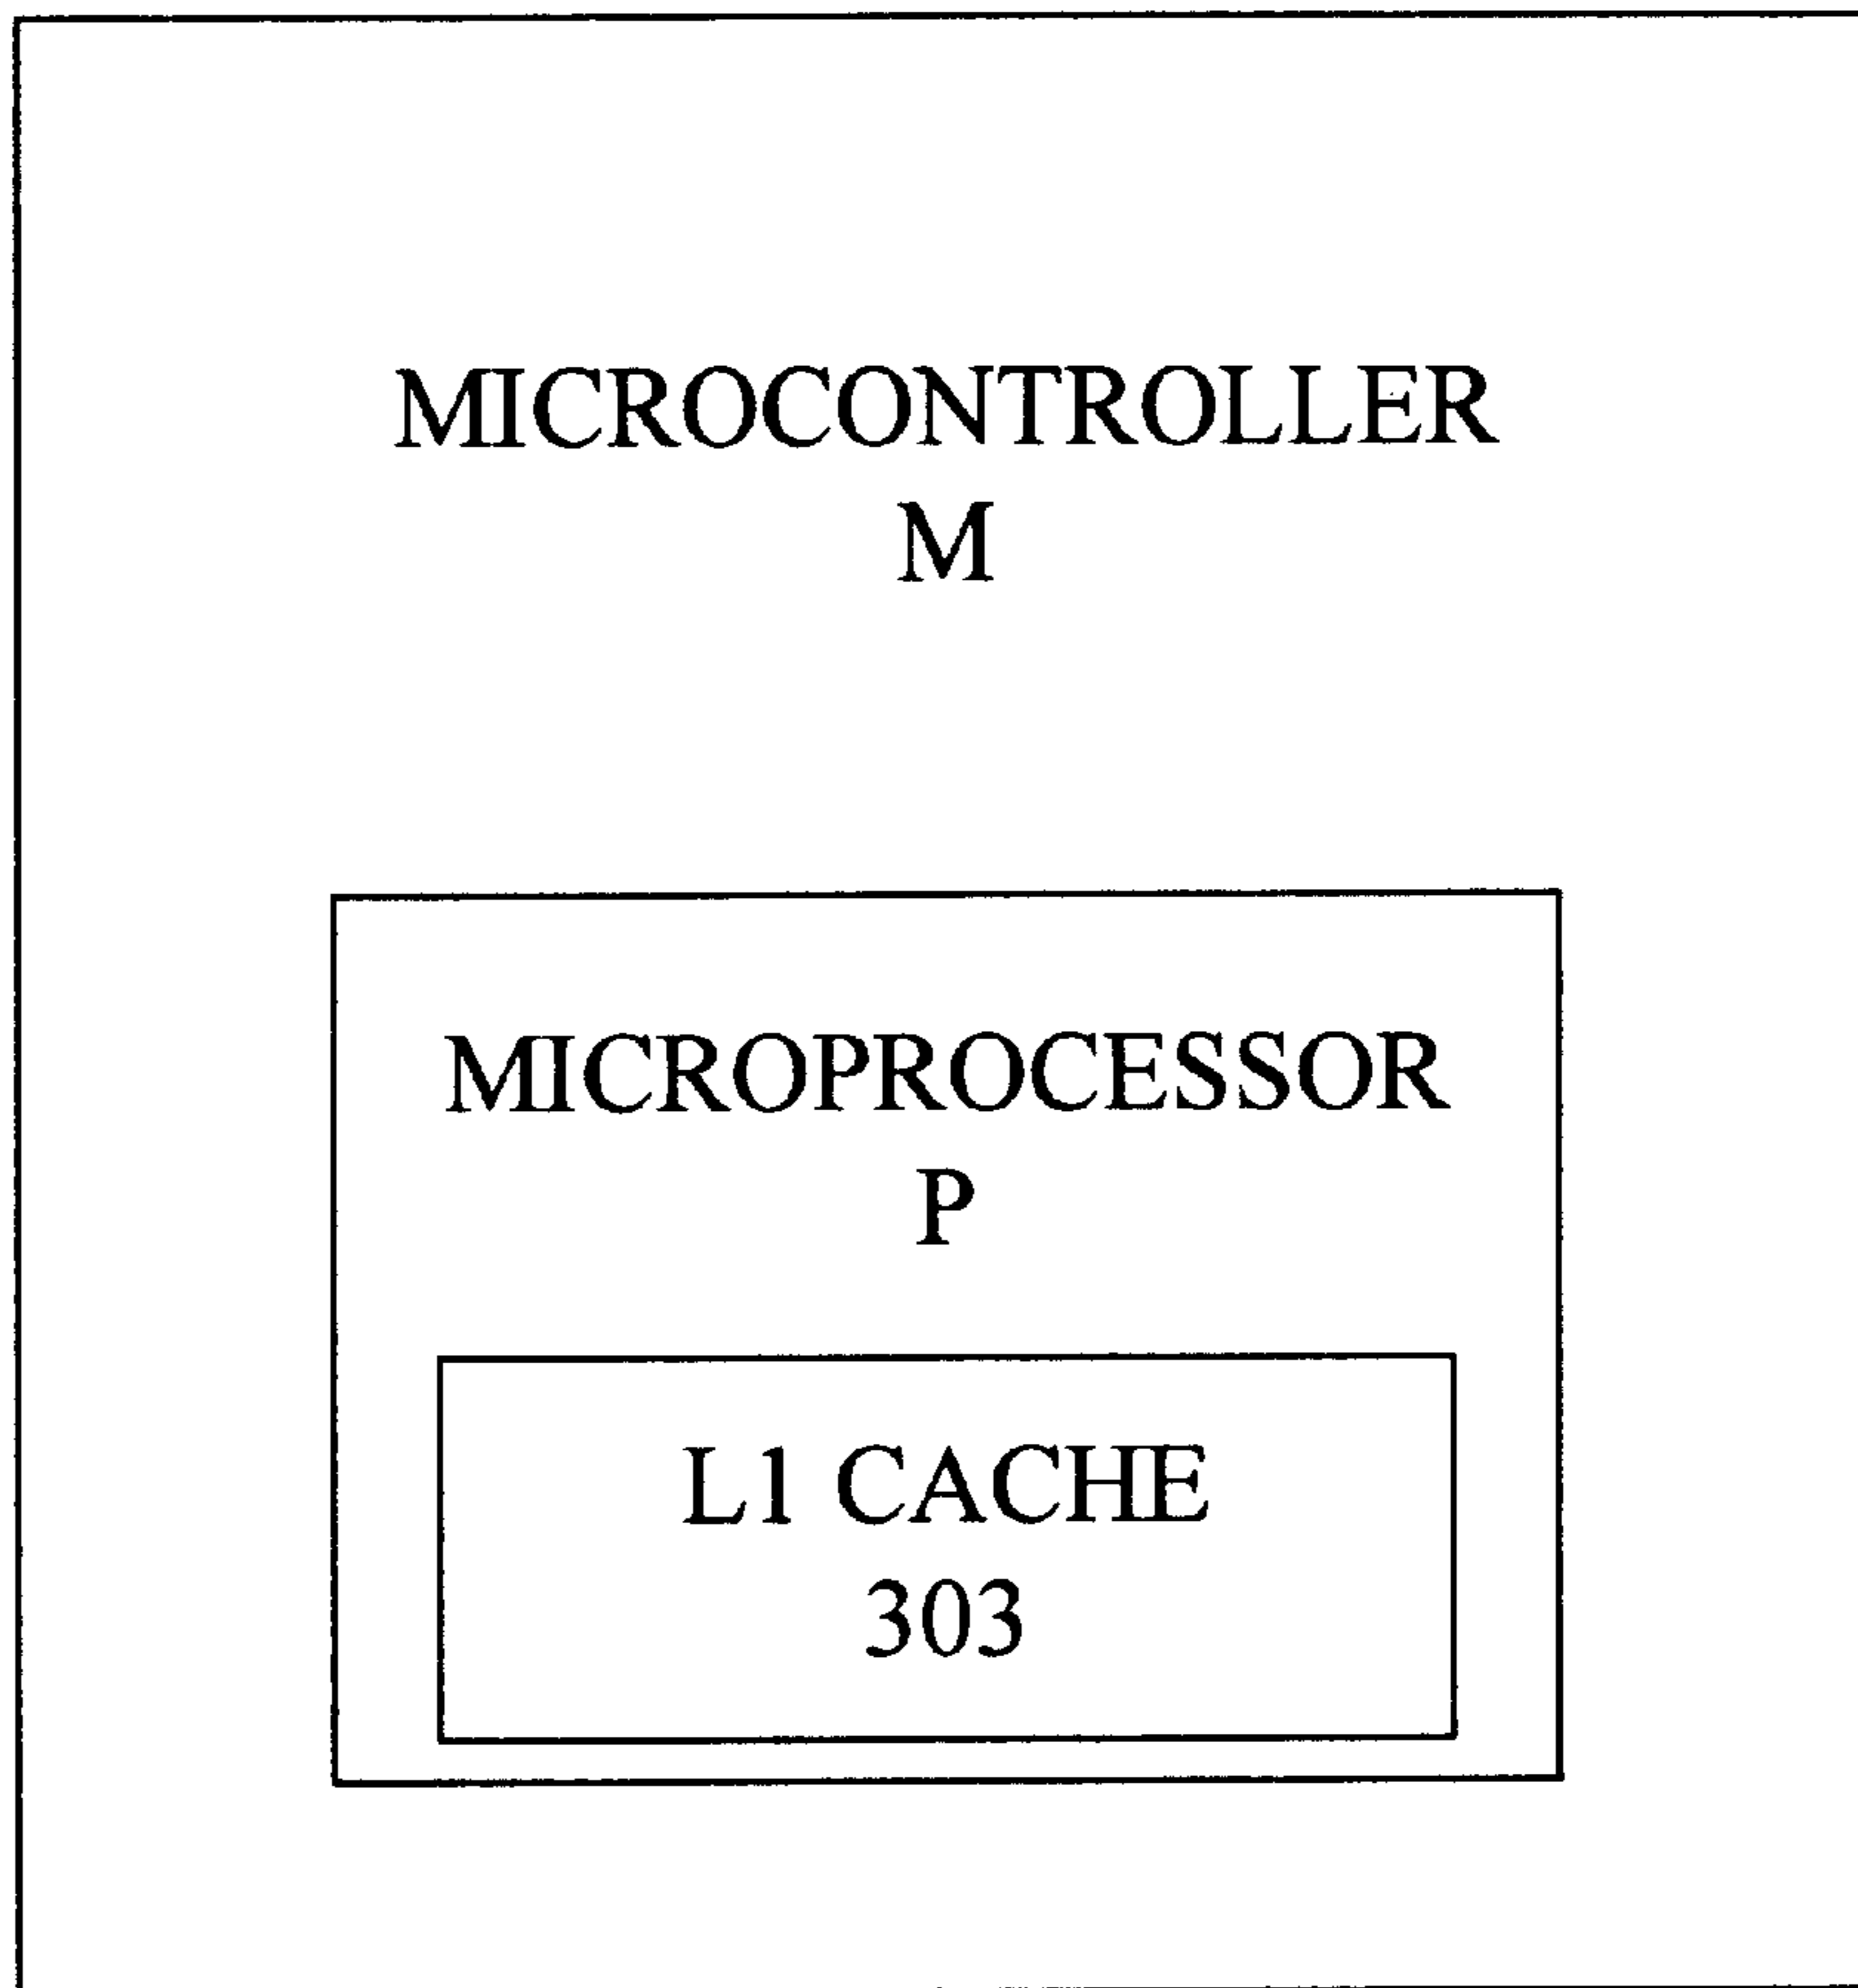 MICROCONTROLLER
M
MICROPROCESSOR
P
L1 CACHE
303